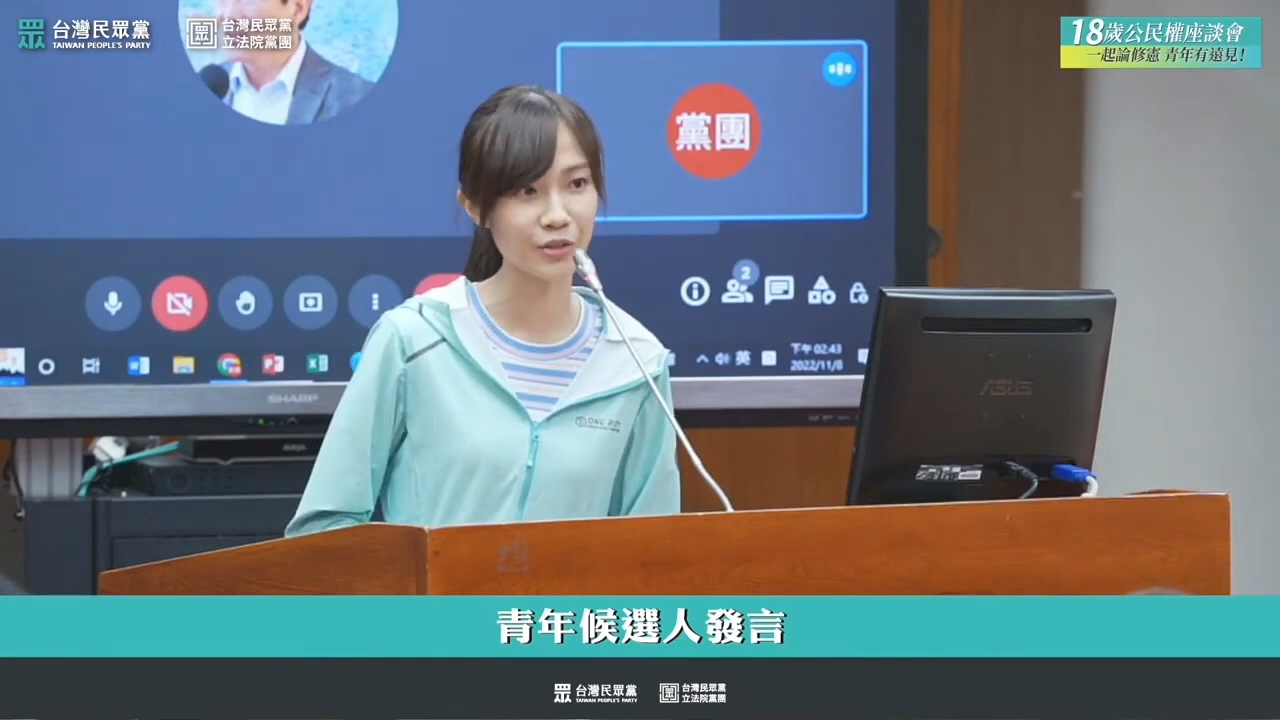 台灣民眾黨
TAIWAN PEOPLE'S PARTY
台灣民眾黨
立法院黨團
18歲公民權座談會
一起論修憲 青年有遠見!
黨團
2
英
下午 02:43
2022/11/8
SHARP
ASUS
青年候選人發言
台灣民眾黨
TAIWAN PEOPLE'S PARTY
台灣民眾黨
立法院黨團